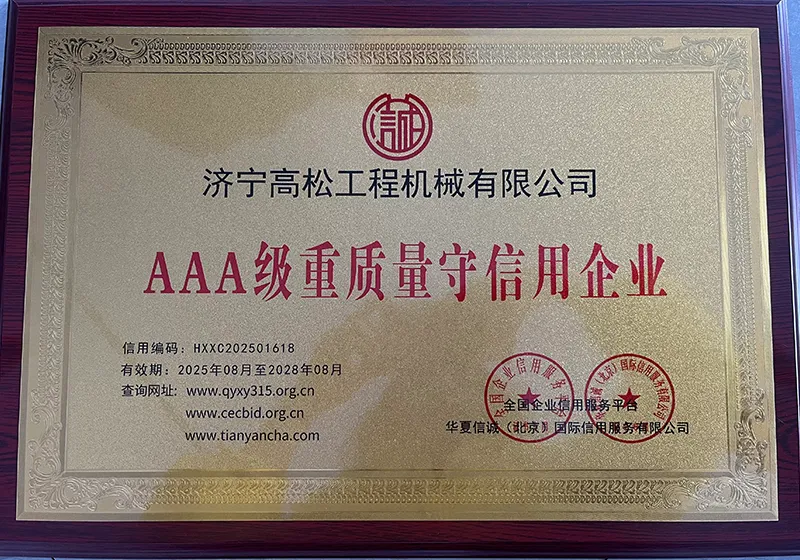 信誠
济宁高松工程机械有限公司
AAA级重质量守信用企业
信用编码：HXXC202501618
有效期：2025年08月至2028年08月
查询网址：www.qyxy315.org.cn
www.cecbid.org.cn
www.tianyancha.com
全国企业信用服务平台
华夏信诚（北京）国际信用服务有限公司